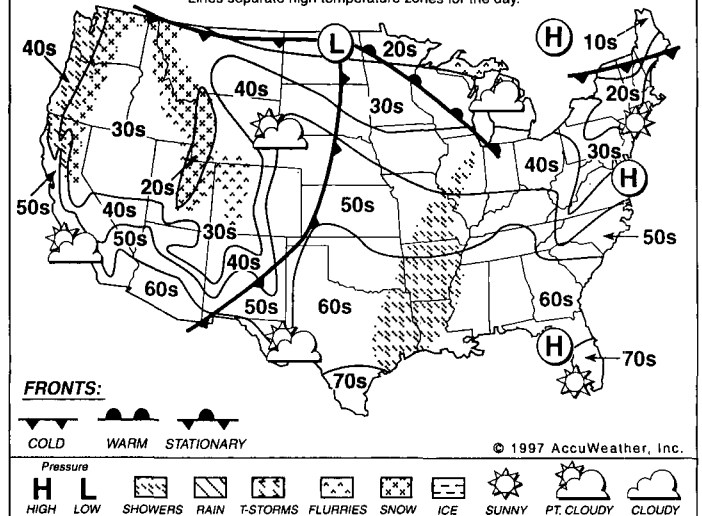 Lines separate high temperature zones for the day.
40s
L
20s
H
10s
40s
30s
20s
30s
40s
30s
20s
H
50s
40s
50s
50s
30s
50s
40s
60s
50s
60s
60s
H
70s
70s
FRONTS:
COLD WARM STATIONARY
© 1997 AccuWeather, Inc.
Pressure
H L
HIGH LOW SHOWERS RAIN T-STORMS FLURRIES SNOW ICE SUNNY PT. CLOUDY CLOUDY